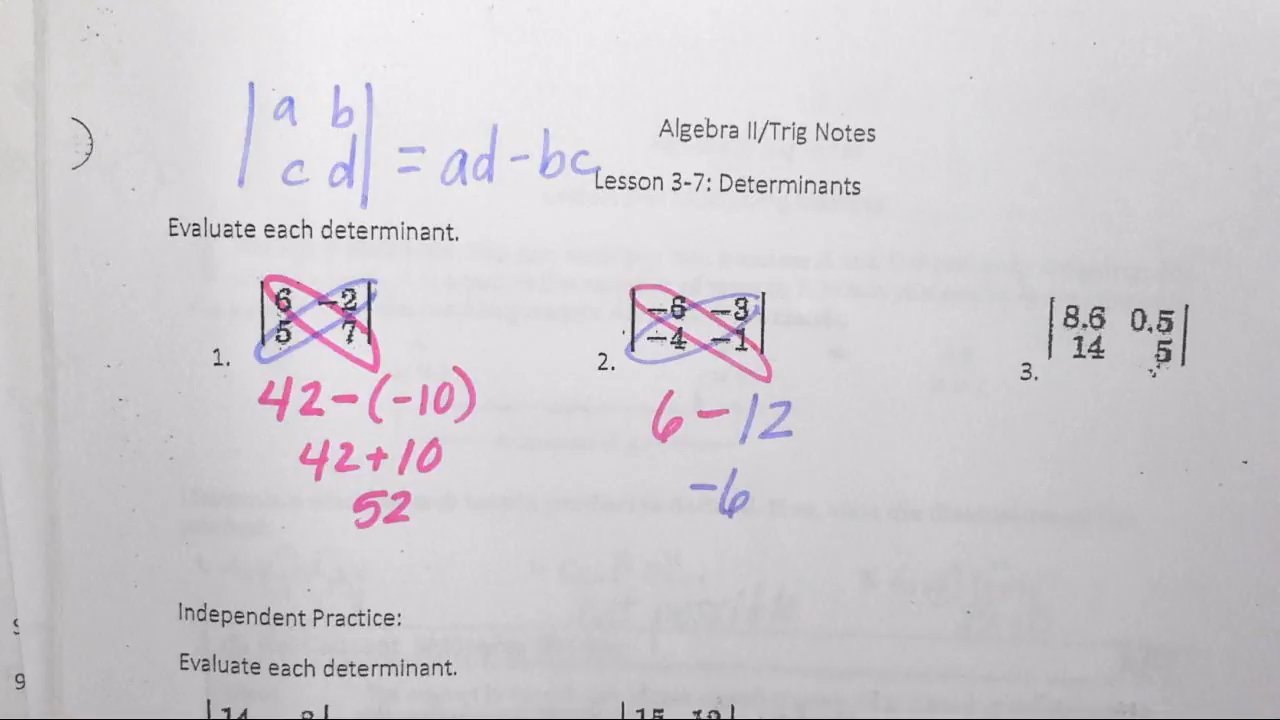 a b
c d = ad - bc
Algebra II/Trig Notes
Lesson 3-7: Determinants
Evaluate each determinant.
1.
6 -2
5 7
42 - (-10)
42 + 10
52
2.
-6 -3
-4 -1
6 - 12
-6
3.
8.6 0.5
14 5
Independent Practice:
Evaluate each determinant.
9